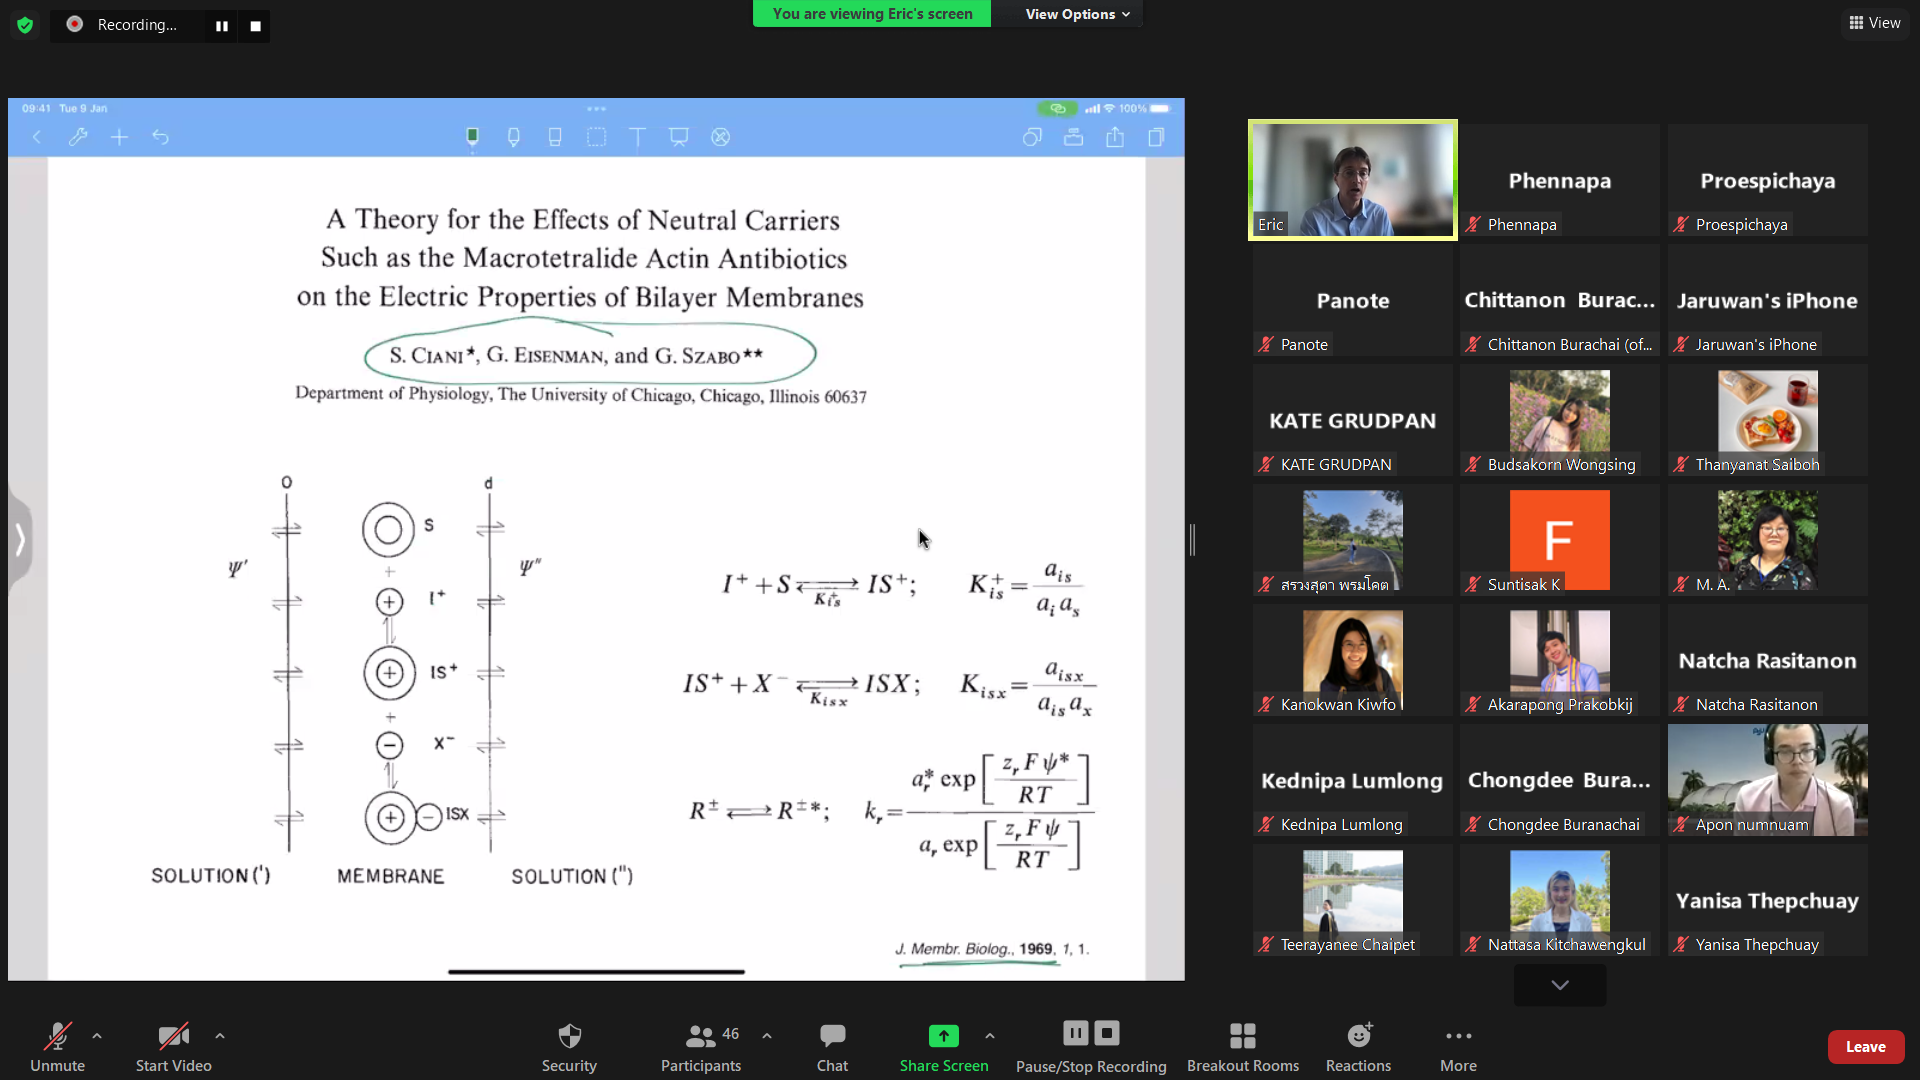 Recording...
You are viewing Eric's screen
View Options
View
09:41 Tue 9 Jan
100%
A Theory for the Effects of Neutral Carriers
Such as the Macrotetralide Actin Antibiotics
on the Electric Properties of Bilayer Membranes
S. CIANI*, G. EISENMAN, and G. SZABO**
Department of Physiology, The University of Chicago, Chicago, Illinois 60637
O
d
S
Ψ′
Ψ″
+
+ I⁺
+ IS⁺
+
− X⁻
+ − ISX
SOLUTION (') MEMBRANE SOLUTION (")
I⁺ + S ⇌ IS⁺; K⁺ᵢₛ = aᵢₛ / aᵢ aₛ
Kᵢₛ⁺
IS⁺ + X⁻ ⇌ ISX; Kᵢₛₓ = aᵢₛₓ / aᵢₛ aₓ
Kᵢₛₓ
R± ⇌ R±*; kᵣ = aᵣ* exp [zᵣ F ψ* / RT] / aᵣ exp [zᵣ F ψ / RT]
J. Membr. Biolog., 1969, 1, 1.
Eric
Phennapa
Phennapa
Proespichaya
Proespichaya
Panote
Panote
Chittanon Burac...
Chittanon Burachai (of...
Jaruwan's iPhone
Jaruwan's iPhone
KATE GRUDPAN
KATE GRUDPAN
Budsakorn Wongsing
Thanyanat Saiboh
สรวงสุดา พรมโคต
F
Suntisak K
M. A.
Kanokwan Kiwfo
Akarapong Prakobkij
Natcha Rasitanon
Natcha Rasitanon
Kednipa Lumlong
Kednipa Lumlong
Chongdee Bura...
Chongdee Buranachai
Apon numnuam
Teerayanee Chaipet
Nattasa Kitchawengkul
Yanisa Thepchuay
Yanisa Thepchuay
Unmute
Start Video
Security
Participants
46
Chat
Share Screen
Pause/Stop Recording
Breakout Rooms
Reactions
More
Leave